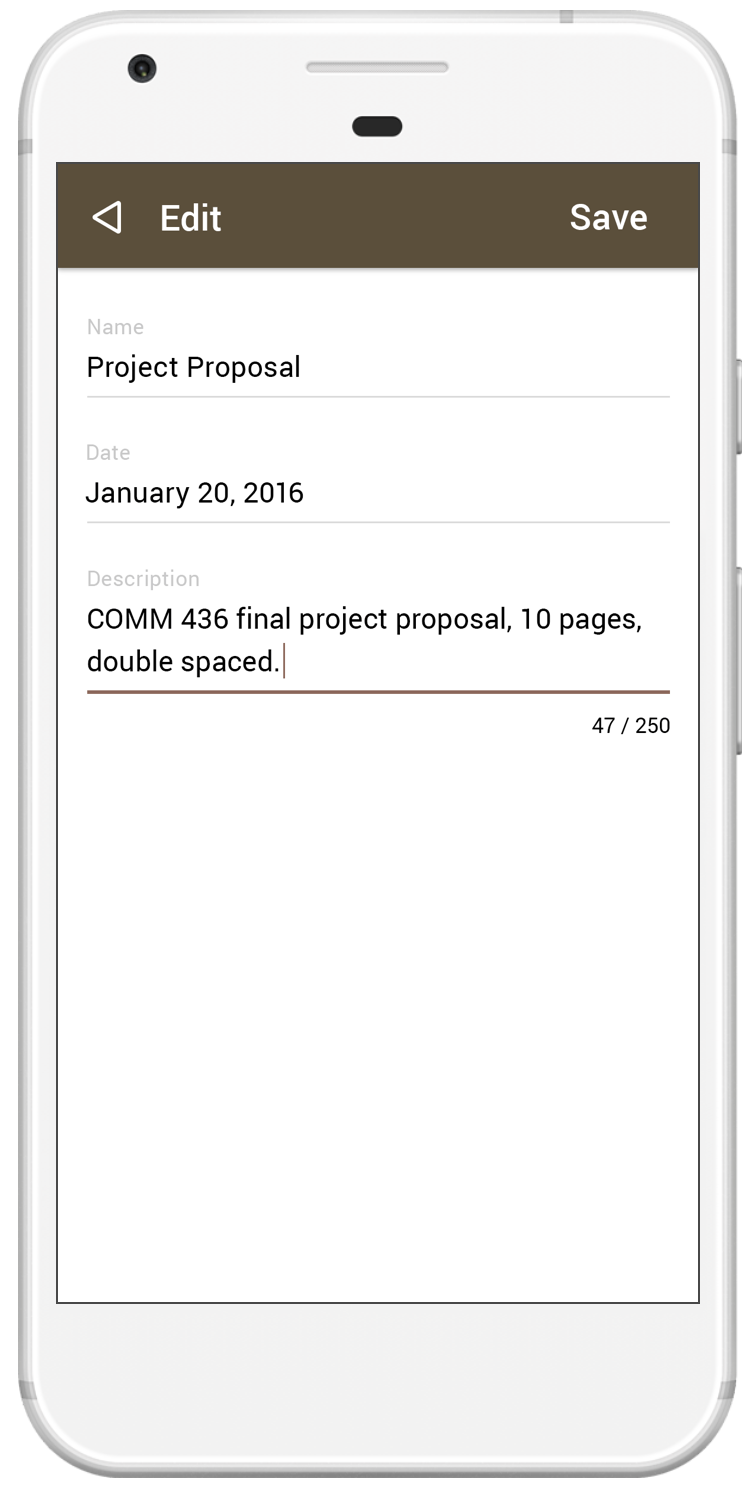 Edit
Save
Name
Project Proposal
Date
January 20, 2016
Description
COMM 436 final project proposal, 10 pages,
double spaced.
47 / 250